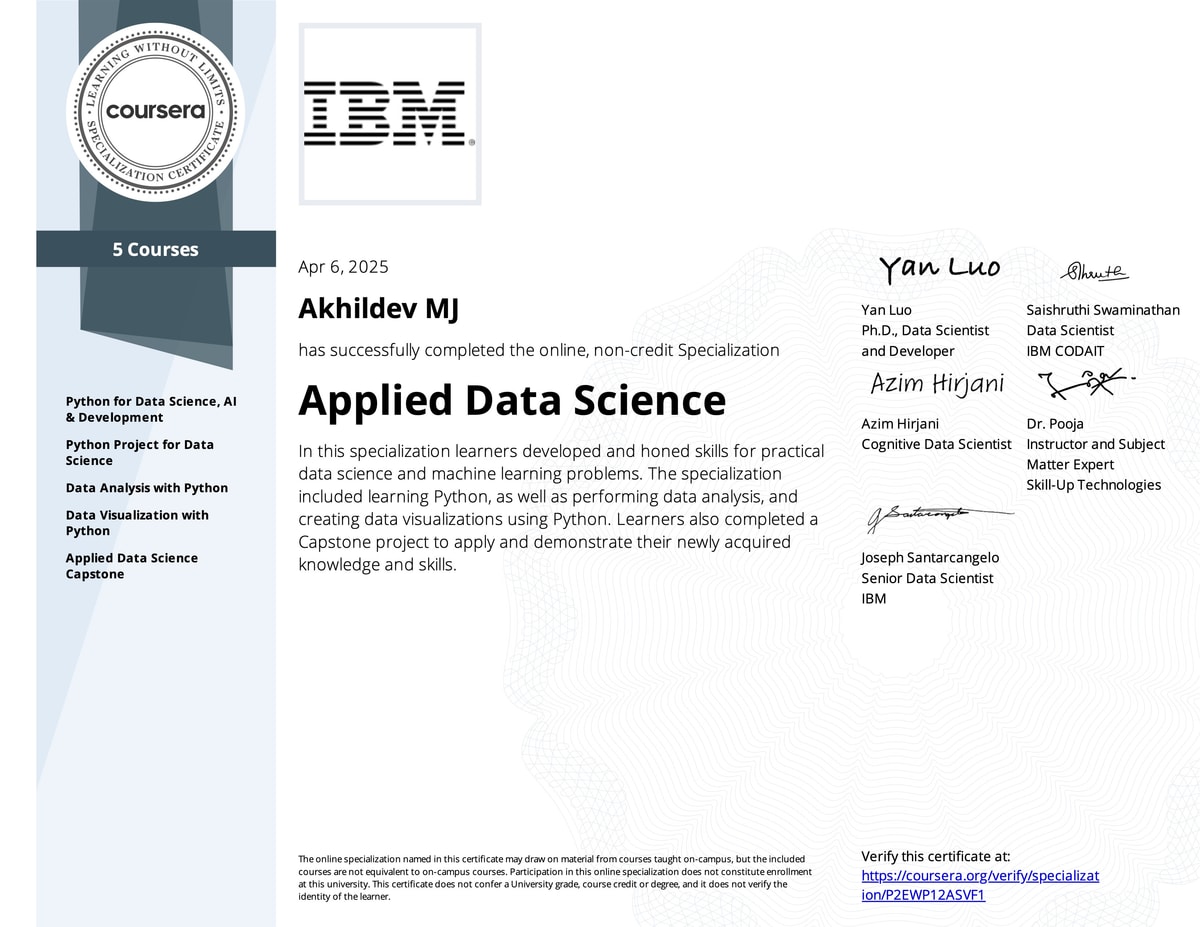 LEARNING WITHOUT LIMITS
coursera
SPECIALIZATION CERTIFICATE
IBM®
5 Courses
Python for Data Science, AI
& Development
Python Project for Data
Science
Data Analysis with Python
Data Visualization with
Python
Applied Data Science
Capstone
Apr 6, 2025
Akhildev MJ
has successfully completed the online, non-credit Specialization
Applied Data Science
In this specialization learners developed and honed skills for practical
data science and machine learning problems. The specialization
included learning Python, as well as performing data analysis, and
creating data visualizations using Python. Learners also completed a
Capstone project to apply and demonstrate their newly acquired
knowledge and skills.
Yan Luo
Yan Luo
Ph.D., Data Scientist
and Developer
Saishruthi Swaminathan
Data Scientist
IBM CODAIT
Azim Hirjani
Azim Hirjani
Cognitive Data Scientist
Dr. Pooja
Instructor and Subject
Matter Expert
Skill-Up Technologies
Joseph Santarcangelo
Senior Data Scientist
IBM
The online specialization named in this certificate may draw on material from courses taught on-campus, but the included
courses are not equivalent to on-campus courses. Participation in this online specialization does not constitute enrollment
at this university. This certificate does not confer a University grade, course credit or degree, and it does not verify the
identity of the learner.
Verify this certificate at:
https://coursera.org/verify/specializat
ion/P2EWP12ASVF1